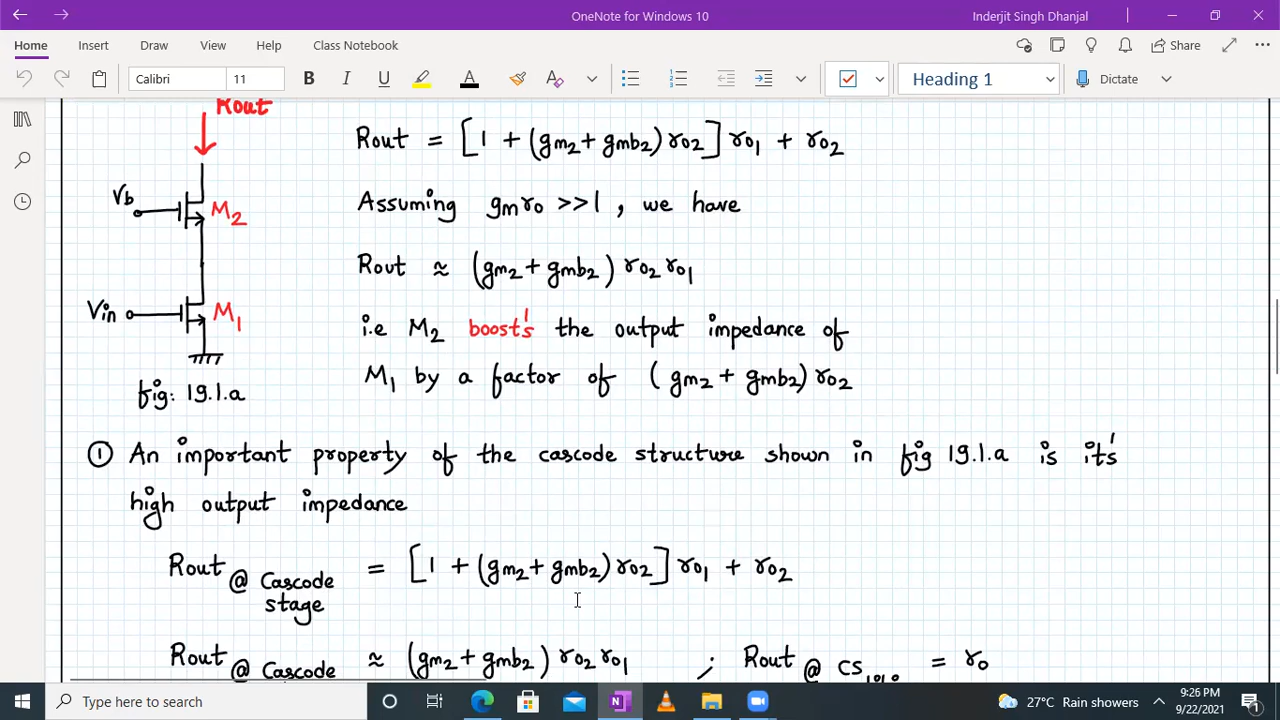 OneNote for Windows 10
Inderjit Singh Dhanjal
Home Insert Draw View Help Class Notebook Share
Calibri 11 B I U A Heading 1 Dictate
Rout
Vb
M2
Vin
M1
fig: 19.1.a
Rout = [1 + (gm2 + gmb2) ro2] ro1 + ro2
Assuming gmro >>1, we have
Rout ≈ (gm2 + gmb2) ro2 ro1
i.e M2 boost's the output impedance of
M1 by a factor of (gm2 + gmb2) ro2
① An important property of the cascode structure shown in fig 19.1.a is it's
high output impedance
Rout @ Cascode stage = [1 + (gm2 + gmb2) ro2] ro1 + ro2
Rout @ Cascode ≈ (gm2 + gmb2) ro2 ro1 ; Rout @ CS = ro
Type here to search
27°C Rain showers
9:26 PM
9/22/2021
1